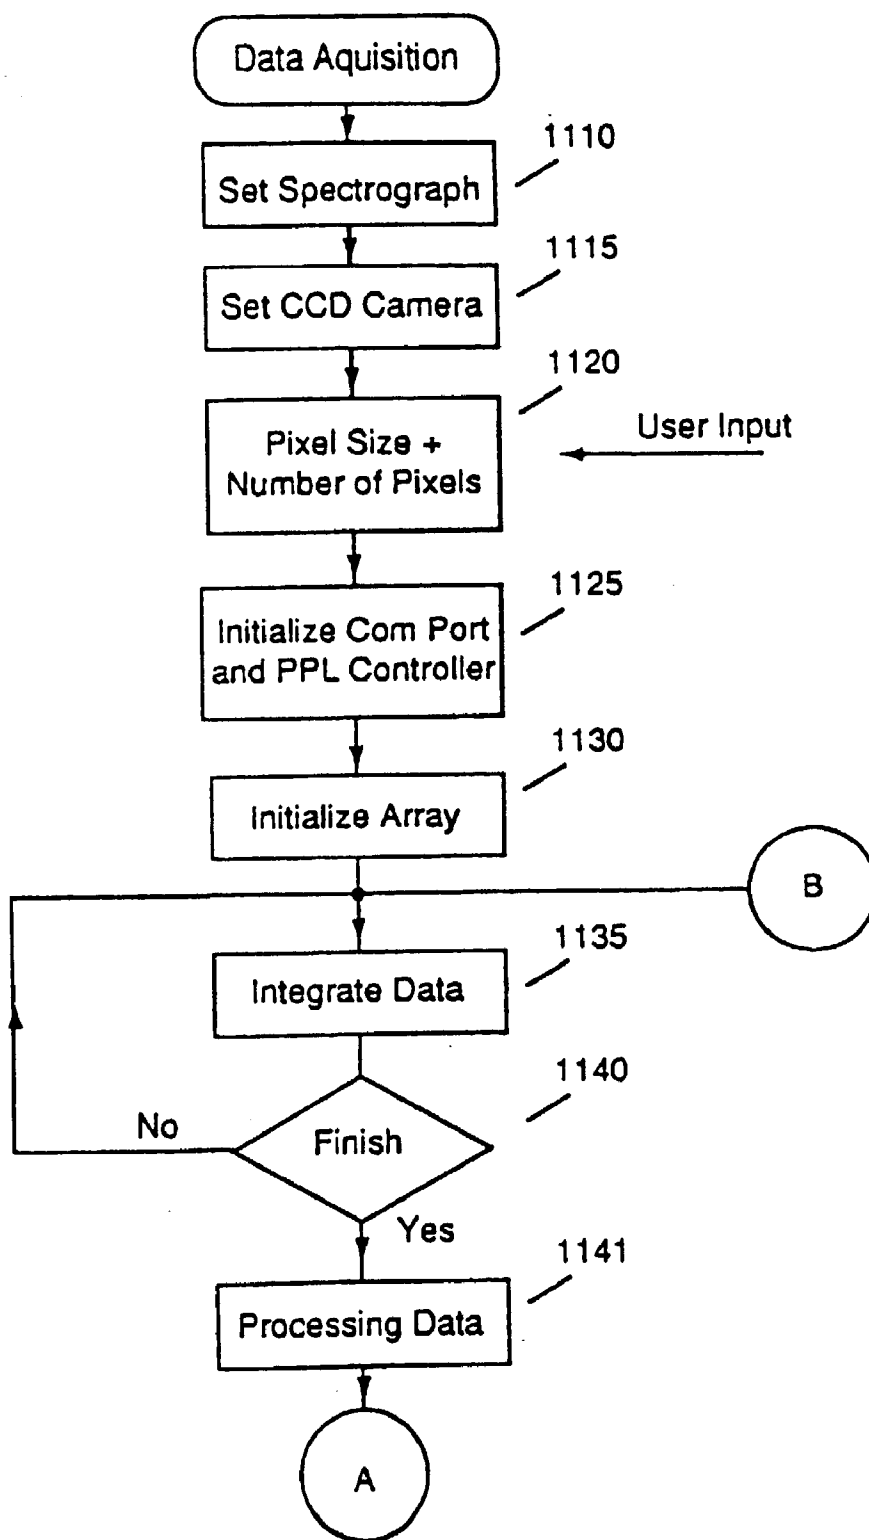 Data Aquisition
1110
Set Spectrograph
1115
Set CCD Camera
1120
Pixel Size +
Number of Pixels
User Input
1125
Initialize Com Port
and PPL Controller
1130
Initialize Array
B
1135
Integrate Data
1140
Finish
No
Yes
1141
Processing Data
A